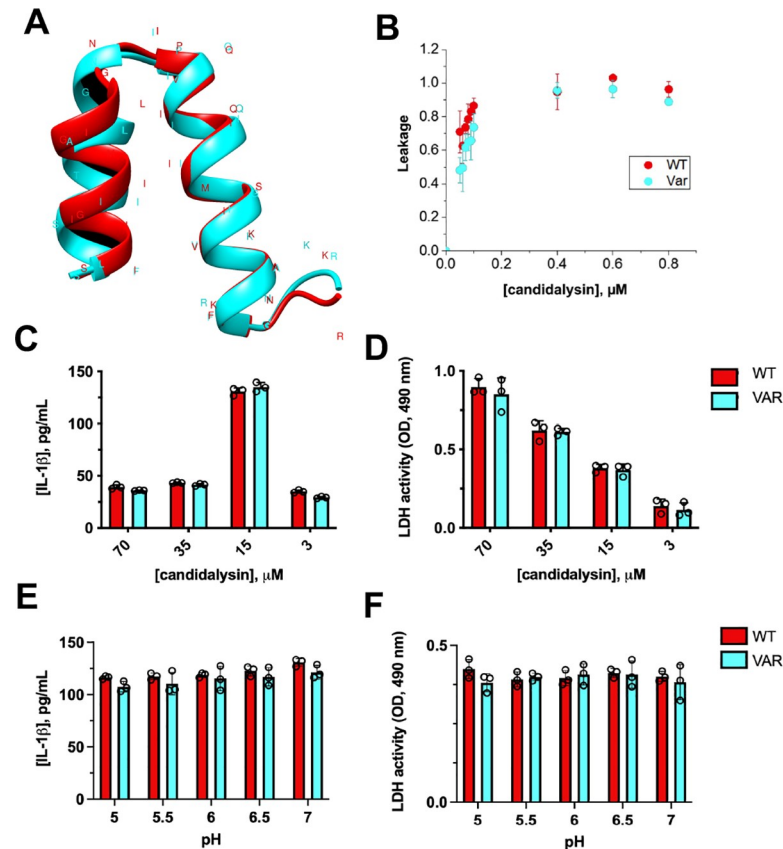 A
N
I
I
P
Q
Q
G
V
G
L
I
A
L
I
I
I
Q
Q
I
I
M
S
S
I
G
I
I
V
K
S
F
A
K
K
R
R
K
N
F
R
B
1.2
1.0
0.8
0.6
0.4
0.2
0.0
Leakage
WT
Var
0.0 0.2 0.4 0.6 0.8
[candidalysin], µM
C
150
100
50
0
[IL-1β], pg/mL
70 35 15 3
[candidalysin], µM
D
1.0
0.5
0.0
LDH activity (OD, 490 nm)
70 35 15 3
[candidalysin], µM
WT
VAR
E
150
100
50
0
[IL-1β], pg/mL
5 5.5 6 6.5 7
pH
F
0.5
0.0
LDH activity (OD, 490 nm)
5 5.5 6 6.5 7
pH
WT
VAR